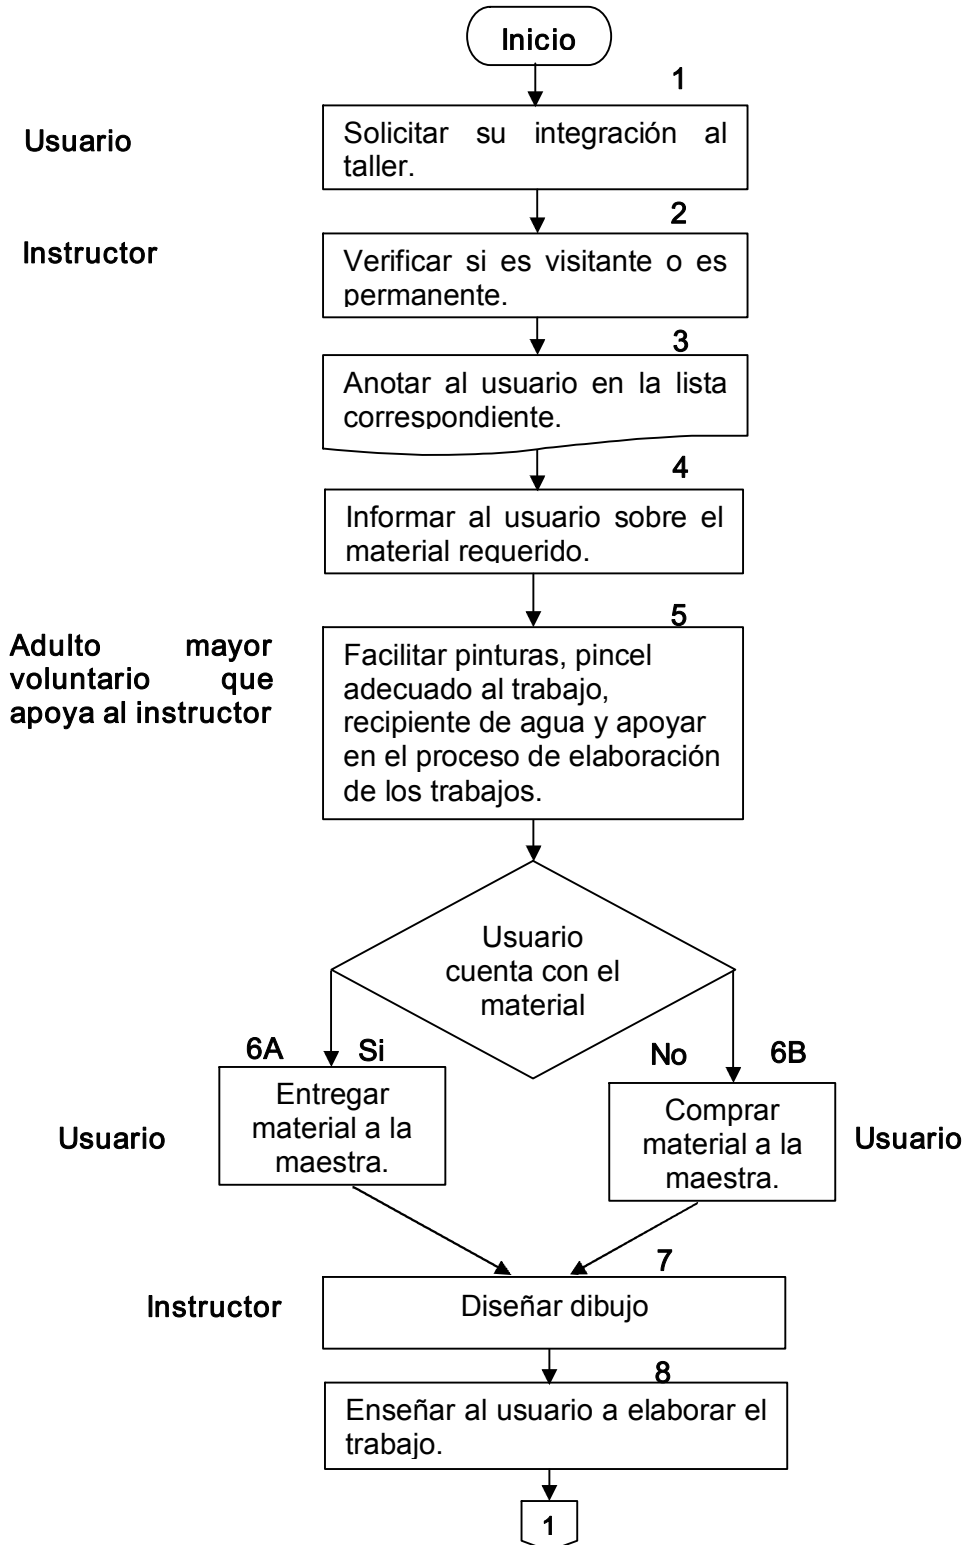 Inicio
1
Usuario
Solicitar su integración al
taller.
2
Instructor
Verificar si es visitante o es
permanente.
3
Anotar al usuario en la lista
correspondiente.
4
Informar al usuario sobre el
material requerido.
5
Adulto mayor
voluntario que
apoya al instructor
Facilitar pinturas, pincel
adecuado al trabajo,
recipiente de agua y apoyar
en el proceso de elaboración
de los trabajos.
Usuario
cuenta con el
material
6A Si
No 6B
Usuario
Entregar
material a la
maestra.
Comprar
material a la
maestra.
Usuario
7
Instructor
Diseñar dibujo
8
Enseñar al usuario a elaborar el
trabajo.
1